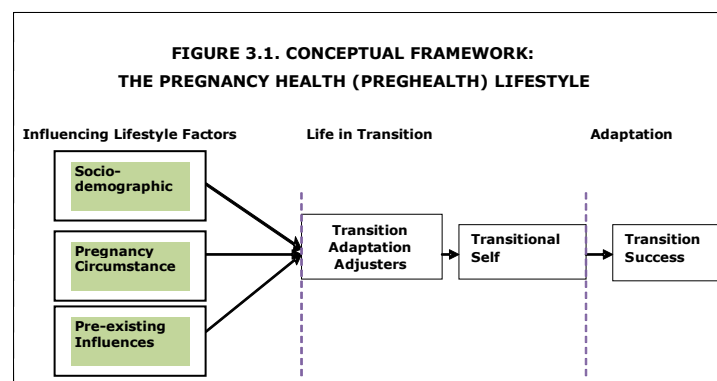 FIGURE 3.1. CONCEPTUAL FRAMEWORK:
THE PREGNANCY HEALTH (PREGHEALTH) LIFESTYLE
Influencing Lifestyle Factors
Life in Transition
Adaptation
Socio-
demographic
Pregnancy
Circumstance
Pre-existing
Influences
Transition
Adaptation
Adjusters
Transitional
Self
Transition
Success